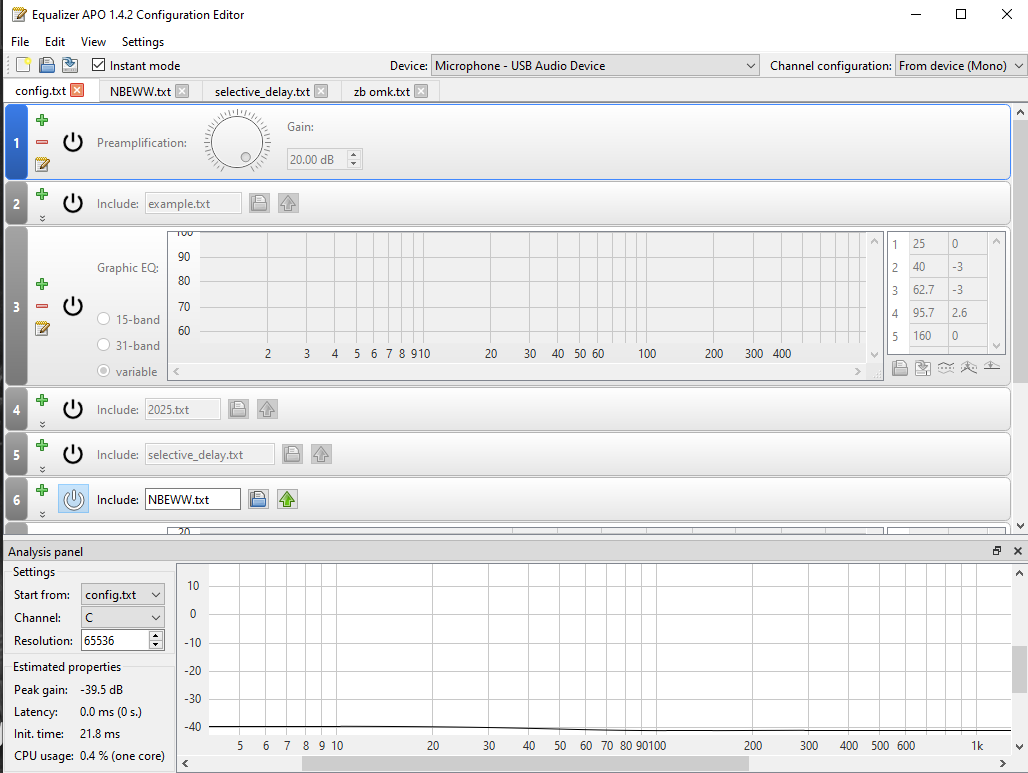 Equalizer APO 1.4.2 Configuration Editor
File Edit View Settings
Instant mode Device: Microphone - USB Audio Device Channel configuration: From device (Mono)
config.txt NBEWW.txt selective_delay.txt zb omk.txt
1 Preamplification: Gain:
20.00 dB
2 Include: example.txt
3 Graphic EQ:
15-band
31-band
variable
100
90
80
70
60
2 3 4 5 6 7 8 9 10 20 30 40 50 60 100 200 300 400
1 25 0
2 40 -3
3 62.7 -3
4 95.7 2.6
5 160 0
4 Include: 2025.txt
5 Include: selective_delay.txt
6 Include: NBEWW.txt
20
Analysis panel
Settings
Start from: config.txt
Channel: C
Resolution: 65536
Estimated properties
Peak gain: -39.5 dB
Latency: 0.0 ms (0 s.)
Init. time: 21.8 ms
CPU usage: 0.4 % (one core)
10
0
-10
-20
-30
-40
5 6 7 8 9 10 20 30 40 50 60 70 80 90 100 200 300 400 500 600 1k